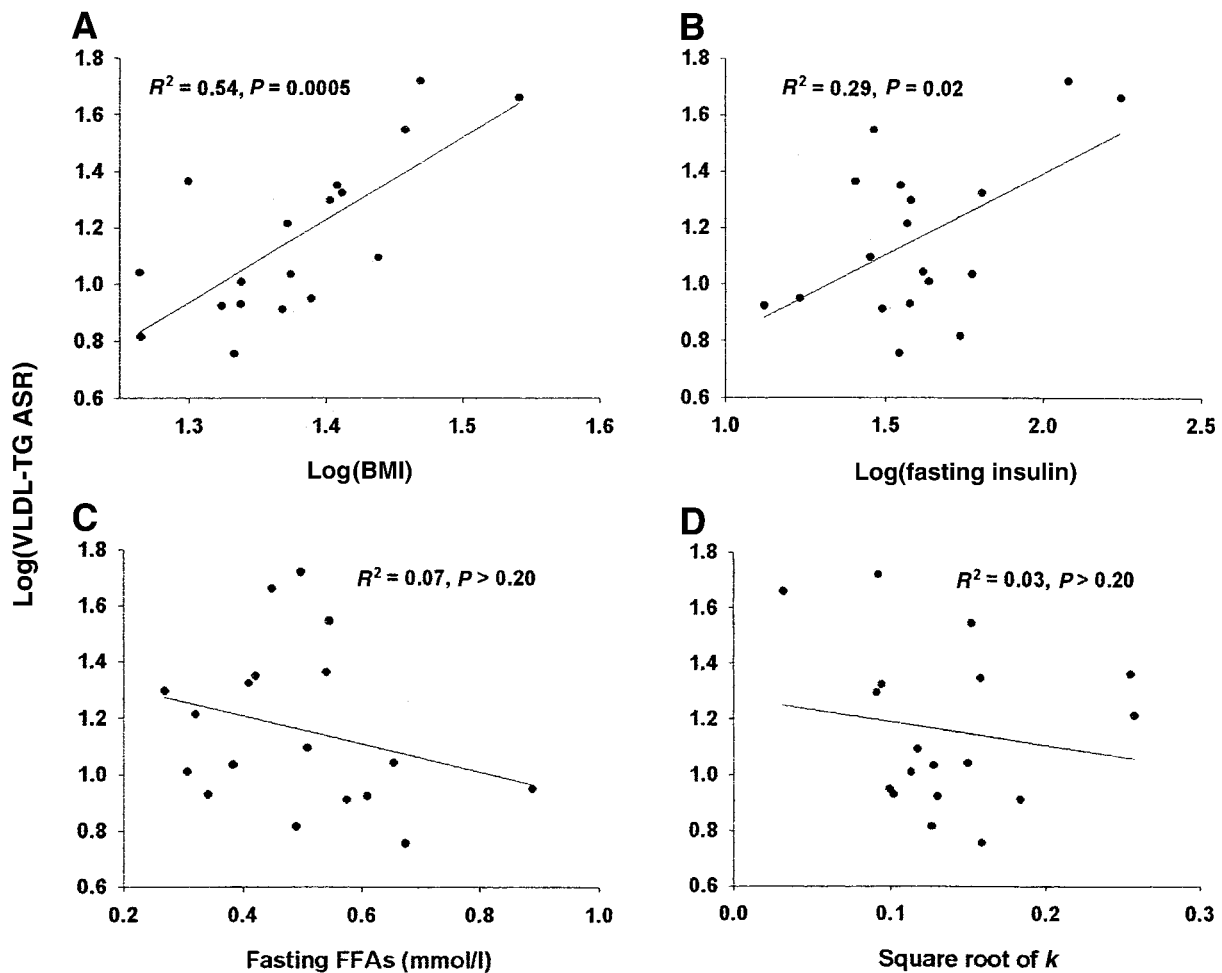 A
R² = 0.54, P = 0.0005
1.8
1.6
1.4
1.2
1.0
0.8
0.6
1.3 1.4 1.5 1.6
Log(BMI)
B
R² = 0.29, P = 0.02
1.8
1.6
1.4
1.2
1.0
0.8
0.6
1.0 1.5 2.0 2.5
Log(fasting insulin)
Log(VLDL-TG ASR)
C
R² = 0.07, P > 0.20
1.8
1.6
1.4
1.2
1.0
0.8
0.6
0.2 0.4 0.6 0.8 1.0
Fasting FFAs (mmol/l)
D
R² = 0.03, P > 0.20
1.8
1.6
1.4
1.2
1.0
0.8
0.6
0.0 0.1 0.2 0.3
Square root of k